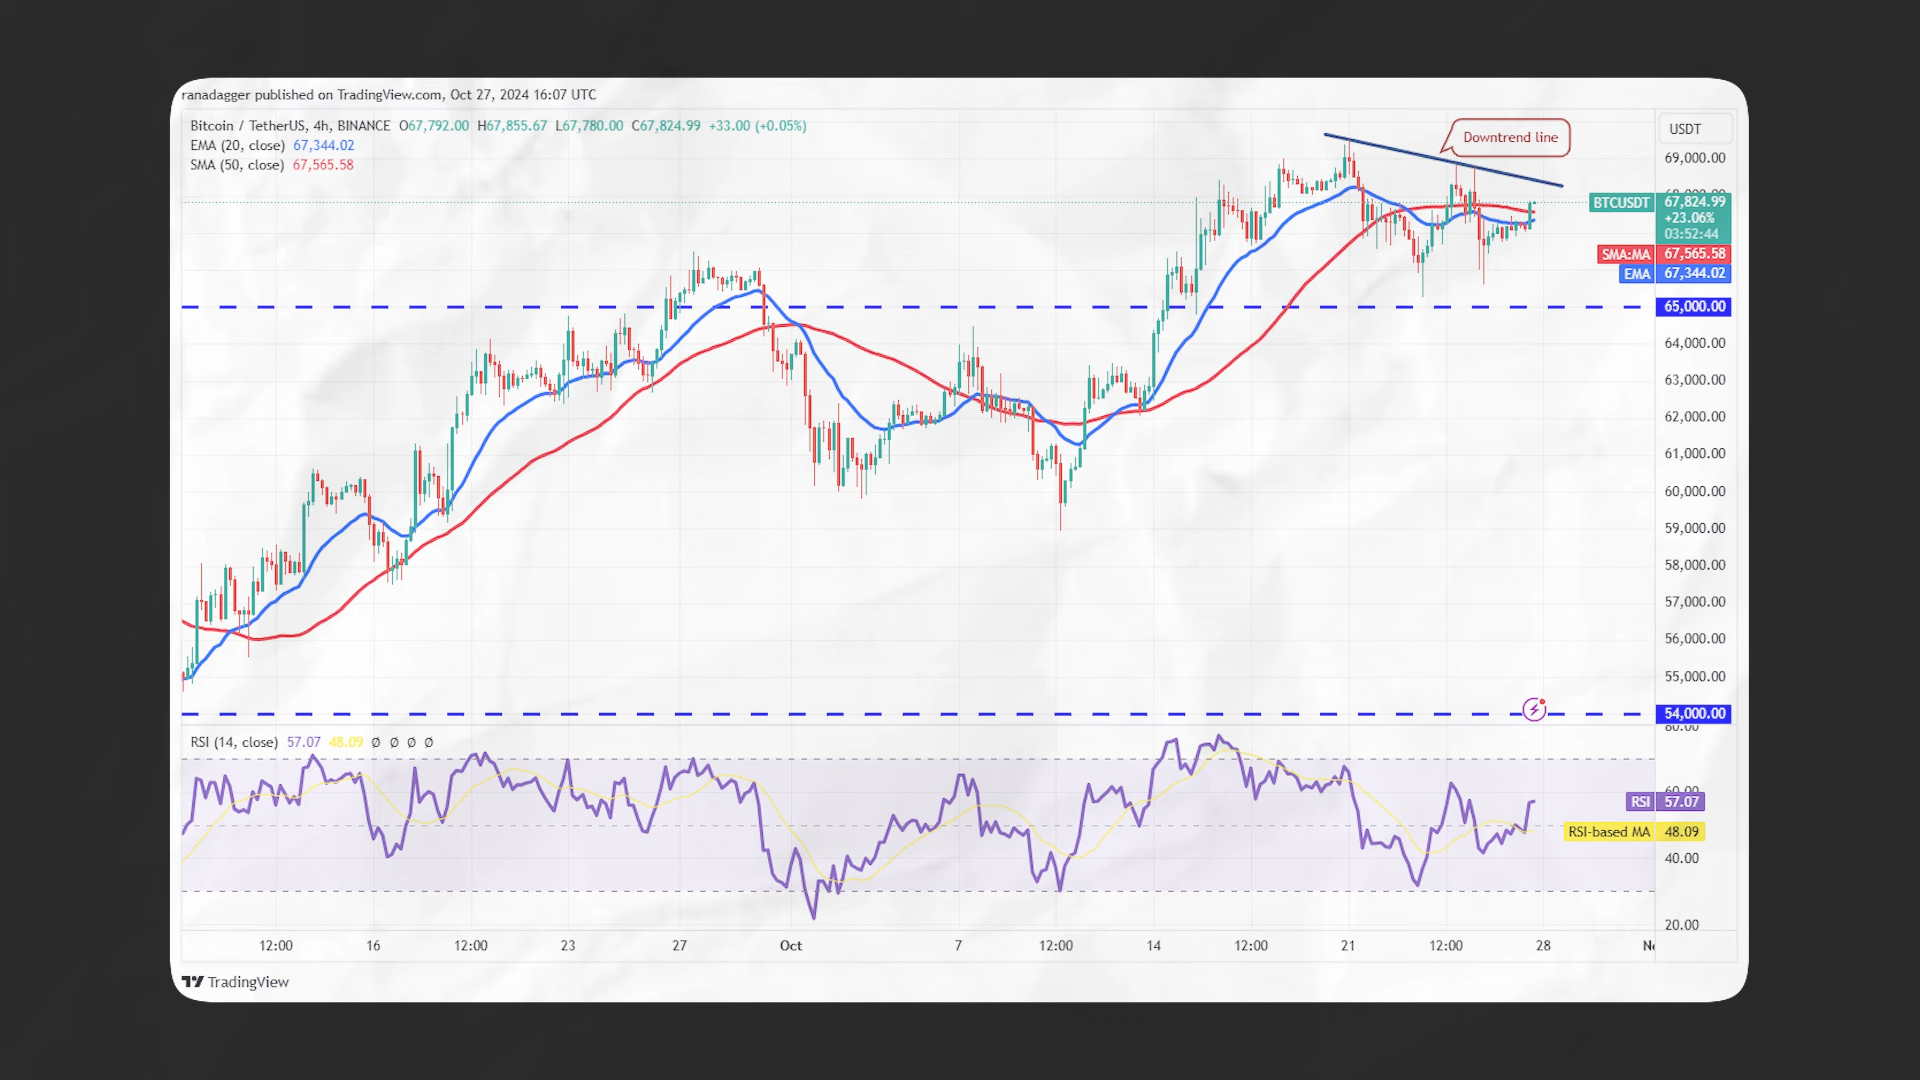 ranadagger published on TradingView.com, Oct 27, 2024 16:07 UTC
Bitcoin / TetherUS, 4h, BINANCE O67,792.00 H67,855.67 L67,780.00 C67,824.99 +33.00 (+0.05%)
EMA (20, close) 67,344.02
SMA (50, close) 67,565.58
Downtrend line
USDT
69,000.00
68,000.00
BTCUSDT 67,824.99
+23.06%
03:52:44
SMA:MA 67,565.58
EMA 67,344.02
65,000.00
64,000.00
63,000.00
62,000.00
61,000.00
60,000.00
59,000.00
58,000.00
57,000.00
56,000.00
55,000.00
54,000.00
RSI (14, close) 57.07 48.09 Ø Ø Ø Ø
80.00
60.00
RSI 57.07
RSI-based MA 48.09
40.00
20.00
12:00 16 12:00 23 27 Oct 7 12:00 14 12:00 21 12:00 28
TradingView